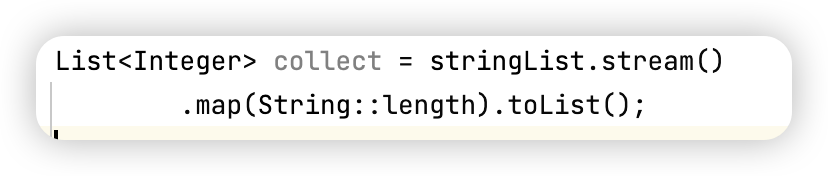 List<Integer> collect = stringList.stream()
.map(String::length).toList();